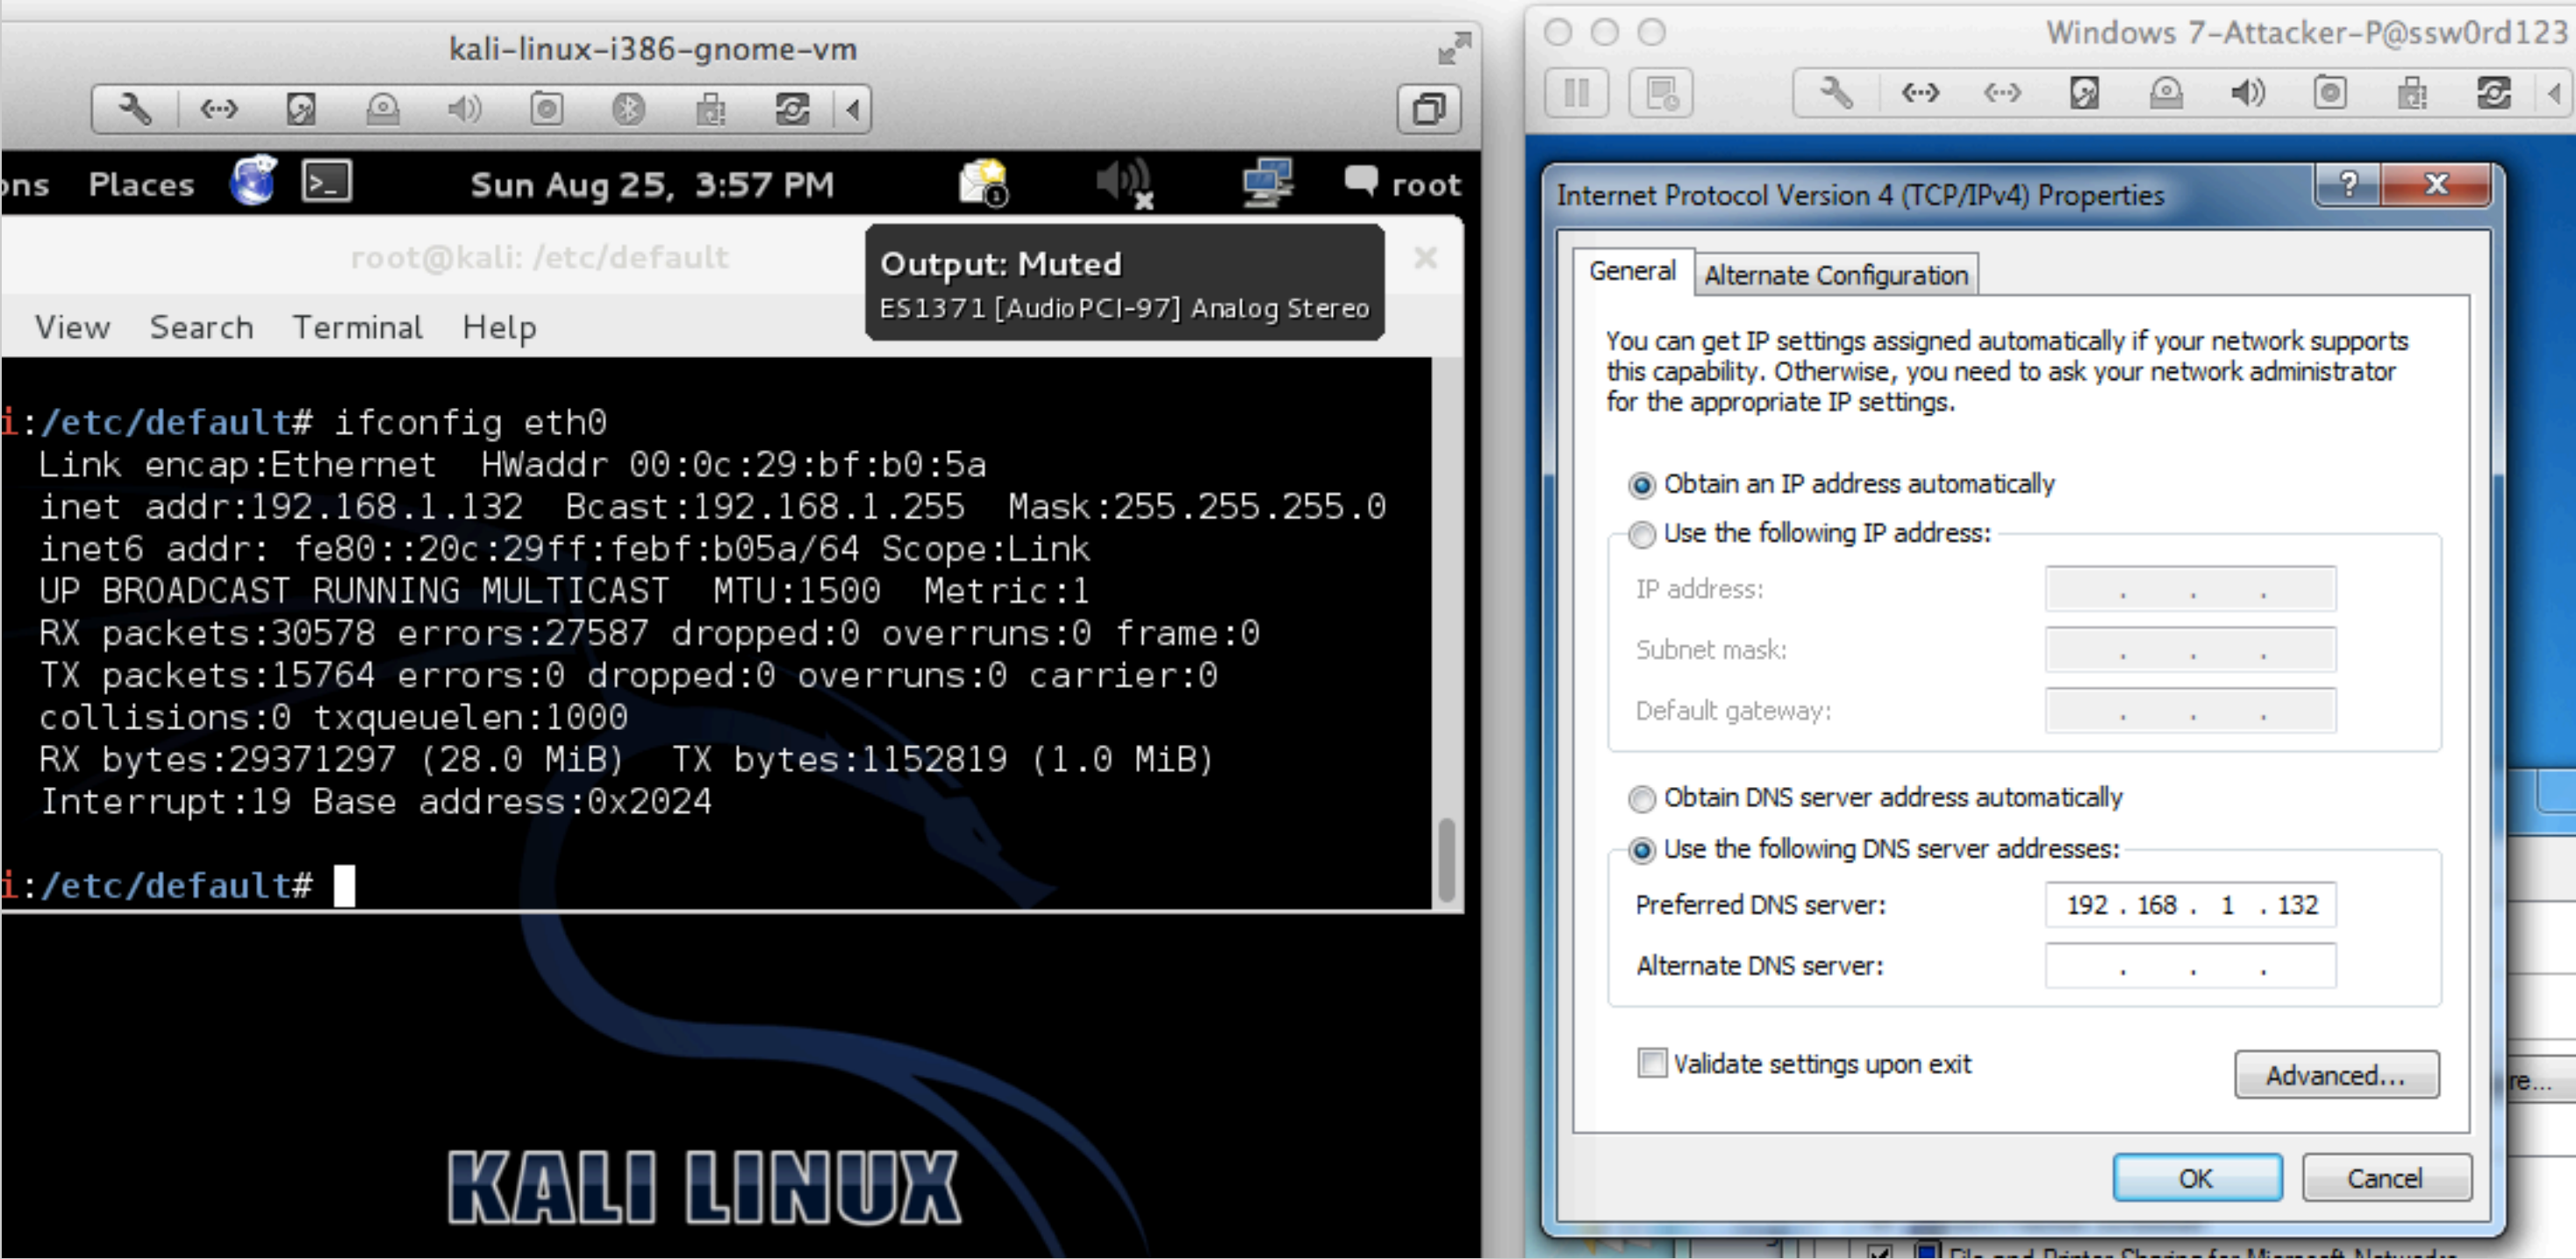 kali-linux-i386-gnome-vm
Places
Sun Aug 25, 3:57 PM
root
root@kali: /etc/default
Output: Muted
ES1371 [AudioPCI-97] Analog Stereo
View Search Terminal Help
i:/etc/default# ifconfig eth0
Link encap:Ethernet HWaddr 00:0c:29:bf:b0:5a
inet addr:192.168.1.132 Bcast:192.168.1.255 Mask:255.255.255.0
inet6 addr: fe80::20c:29ff:febf:b05a/64 Scope:Link
UP BROADCAST RUNNING MULTICAST MTU:1500 Metric:1
RX packets:30578 errors:27587 dropped:0 overruns:0 frame:0
TX packets:15764 errors:0 dropped:0 overruns:0 carrier:0
collisions:0 txqueuelen:1000
RX bytes:29371297 (28.0 MiB) TX bytes:1152819 (1.0 MiB)
Interrupt:19 Base address:0x2024
i:/etc/default#
KALI LINUX
Windows 7-Attacker-P@ssw0rd123
Internet Protocol Version 4 (TCP/IPv4) Properties
General
Alternate Configuration
You can get IP settings assigned automatically if your network supports
this capability. Otherwise, you need to ask your network administrator
for the appropriate IP settings.
Obtain an IP address automatically
Use the following IP address:
IP address:
Subnet mask:
Default gateway:
Obtain DNS server address automatically
Use the following DNS server addresses:
Preferred DNS server: 192 . 168 . 1 . 132
Alternate DNS server:
Validate settings upon exit
Advanced...
OK
Cancel
File and Printer Sharing for Microsoft Networks